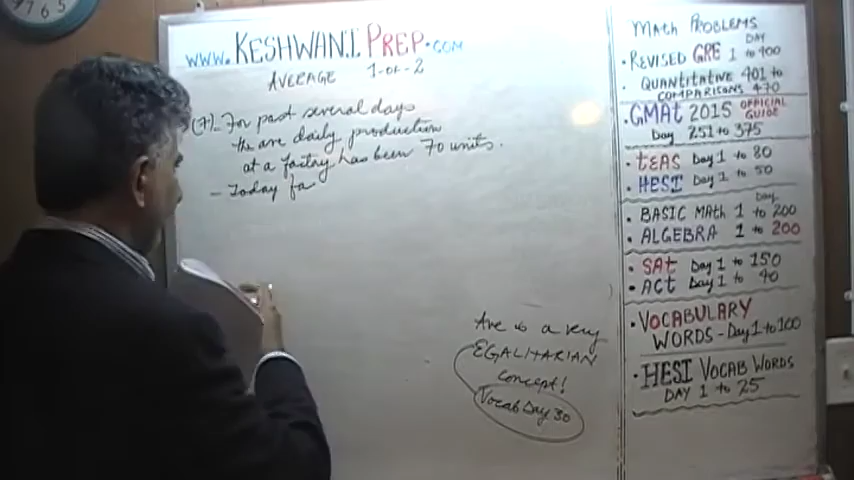 www.KESHWANIPREP.COM
AVERAGE 1-of-2
(7). For past several days
the ave daily production
at a factory has been 70 units.
- Today fa
Ave is a very
EGALITARIAN
concept!
Vocab Day 30
MATH PROBLEMS
DAY
• REVISED GRE 1 to 400
• QUANTITATIVE 401 to
COMPARISONS 470
• GMAT 2015 OFFICIAL
GUIDE
Day 251 to 375
• TEAS Day 1 to 80
• HESI Day 1 to 50
Day
• BASIC MATH 1 to 200
• ALGEBRA 1 to 200
• SAT Day 1 to 150
• ACT Day 1 to 40
• VOCABULARY
WORDS - Day 1 to 100
• HESI VOCAB WORDS
DAY 1 to 25
7 6 5